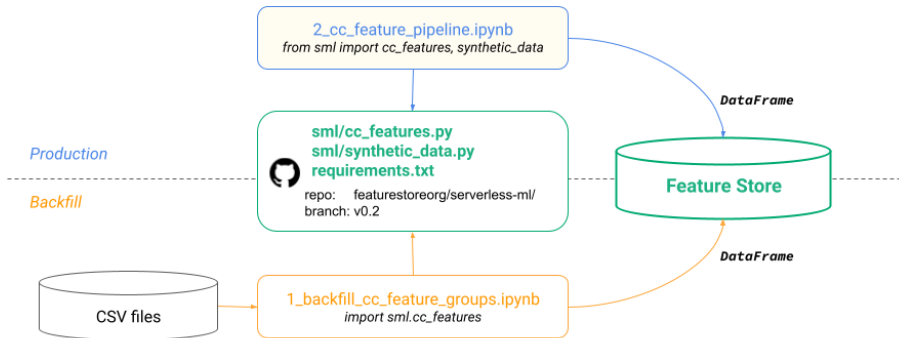 2_cc_feature_pipeline.ipynb
from sml import cc_features, synthetic_data
DataFrame
sml/cc_features.py
sml/synthetic_data.py
requirements.txt
repo: featurestoreorg/serverless-ml/
branch: v0.2
Production
Backfill
Feature Store
DataFrame
CSV files
1_backfill_cc_feature_groups.ipynb
import sml.cc_features